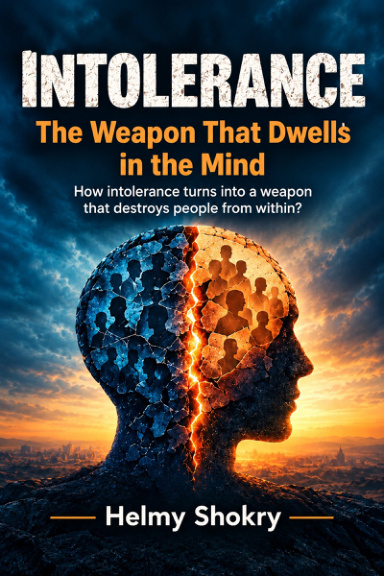 INTOLERANCE
The Weapon That Dwells
in the Mind
How intolerance turns into a weapon
that destroys people from within?
Helmy Shokry